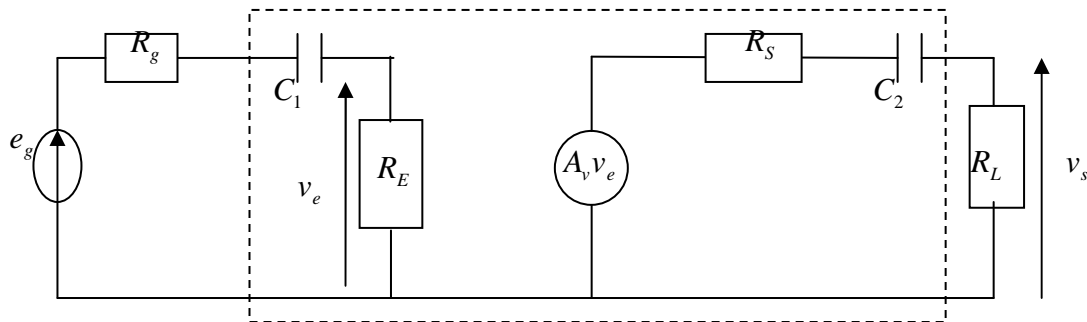 R_g
R_S
C_1
C_2
e_g
v_e
R_E
A_v v_e
R_L
v_s